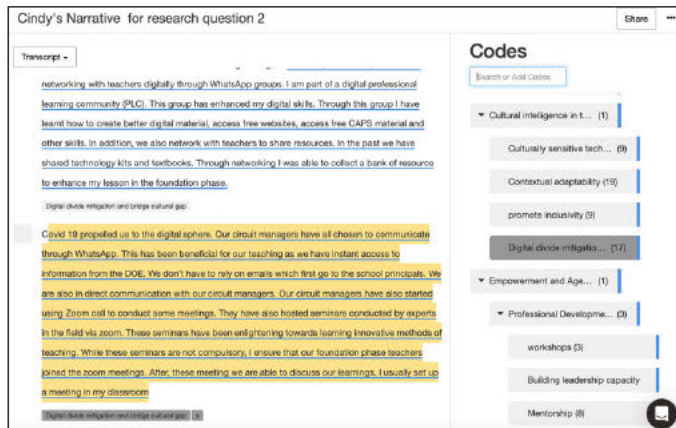 Cindy's Narrative for research question 2
Share
Transcript
networking with teachers digitally through WhatsApp groups. I am part of a digital professional
learning community (PLC). This group has enhanced my digital skills. Through this group I have
learnt how to create better digital material, access free websites, access free CAPS material and
other skills. In addition, we also network with teachers to share resources. In the past we have
shared technology kits and textbooks. Through networking I was able to collect a bank of resource
to enhance my lesson in the foundation phase.
Digital divide mitigation and bridge cultural gap
Covid 19 propelled us to the digital sphere. Our circuit managers have all chosen to communicate
through WhatsApp. This has been beneficial for our teaching as we have instant access to
information from the DOE. We don't have to rely on emails which first go to the school principals. We
are also in direct communication with our circuit managers. Our circuit managers have also started
using Zoom call to conduct some meetings. They have also hosted seminars conducted by experts
in the field via zoom. These seminars have been enlightening towards learning innovative methods of
teaching. While these seminars are not compulsory, I ensure that our foundation phase teachers
joined the zoom meetings. After, these meeting we are able to discuss our learnings. I usually set up
a meeting in my classroom
Digital divide mitigation and bridge cultural gap x
Codes
Search or Add Codes
Cultural intelligence in t... (1)
Culturally sensitive tech... (9)
Contextual adaptability (19)
promote inclusivity (9)
Digital divide mitigatio... (17)
Empowerment and Age... (1)
Professional Developme... (3)
workshops (3)
Building leadership capacity
Mentorship (8)